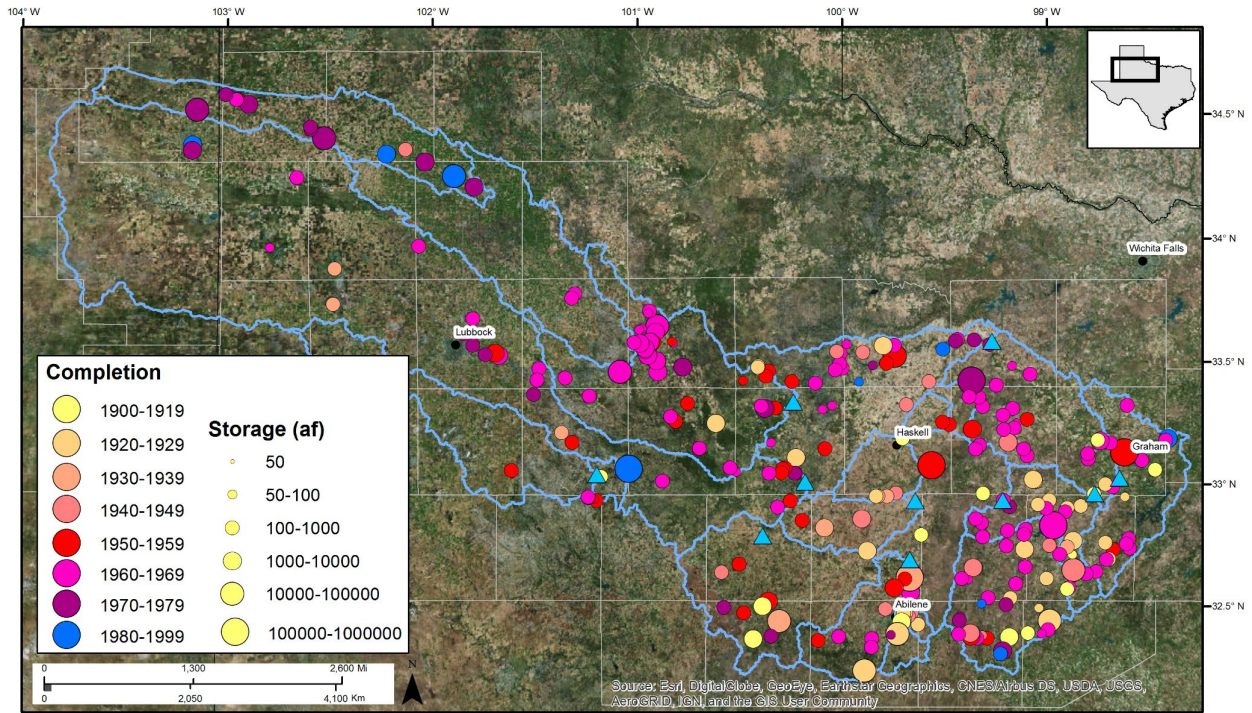 104° W
103° W
102° W
101° W
100° W
99° W
34.5° N
34° N
33.5° N
33° N
32.5° N
Wichita Falls
Lubbock
Haskell
Graham
Abilene
Completion
1900-1919
1920-1929
1930-1939
1940-1949
1950-1959
1960-1969
1970-1979
1980-1999
Storage (af)
50
50-100
100-1000
1000-10000
10000-100000
100000-1000000
0 1,300 2,600 Mi
0 2,050 4,100 Km
N
Source: Esri, DigitalGlobe, GeoEye, Earthstar Geographics, CNES/Airbus DS, USDA, USGS,
AeroGRID, IGN, and the GIS User Community